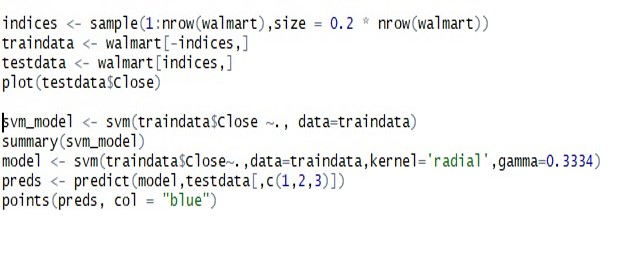 indices <- sample(1:nrow(walmart),size = 0.2 * nrow(walmart))
traindata <- walmart[-indices,]
testdata <- walmart[indices,]
plot(testdata$Close)
svm_model <- svm(traindata$Close ~., data=traindata)
summary(svm_model)
model <- svm(traindata$Close~.,data=traindata,kernel='radial',gamma=0.3334)
preds <- predict(model,testdata[,c(1,2,3)])
points(preds, col = "blue")